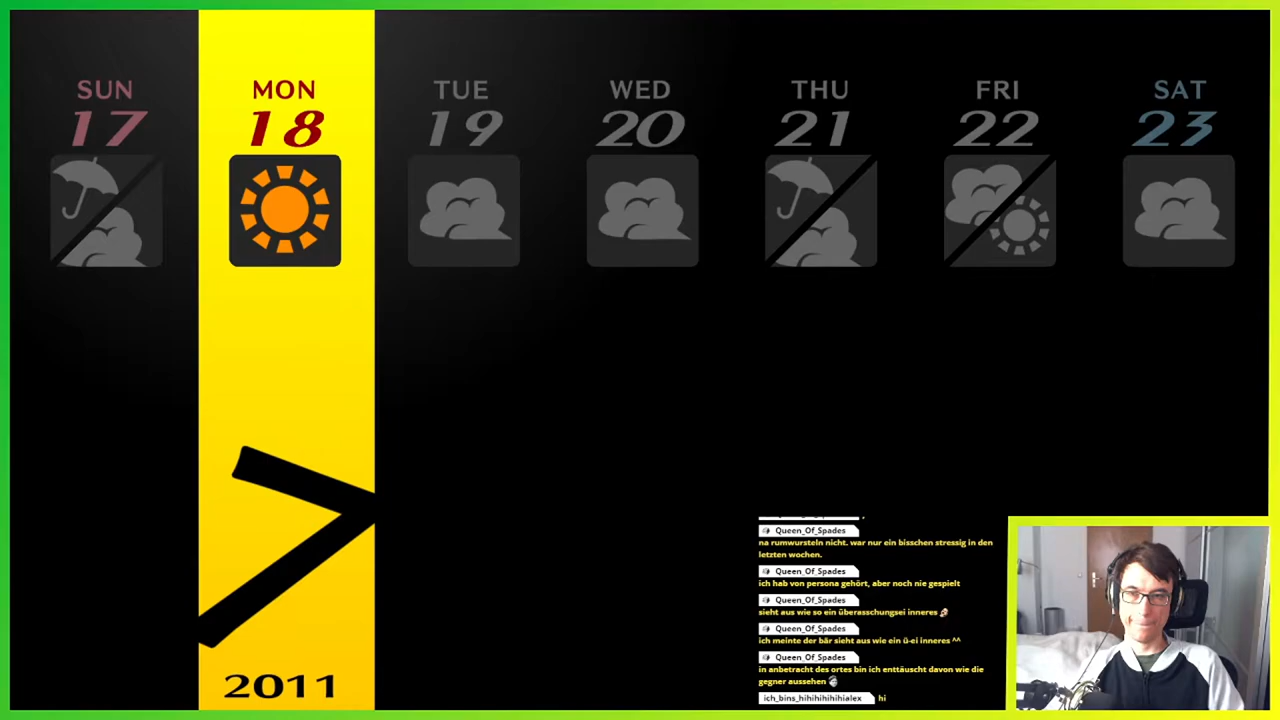 SUN MON TUE WED THU FRI SAT
17 18 19 20 21 22 23
7
2011
Queen_Of_Spades
na rumwursteln nicht. war nur ein bisschen stressig in den
letzten wochen.
Queen_Of_Spades
ich hab von persona gehört, aber noch nie gespielt
Queen_Of_Spades
sieht aus wie so ein überasschungsei inneres
Queen_Of_Spades
ich meinte der bär sieht aus wie ein ü-ei inneres ^^
Queen_Of_Spades
in anbetracht des ortes bin ich enttäuscht davon wie die
gegner aussehen
ich_bins_hihihihihihialex hi